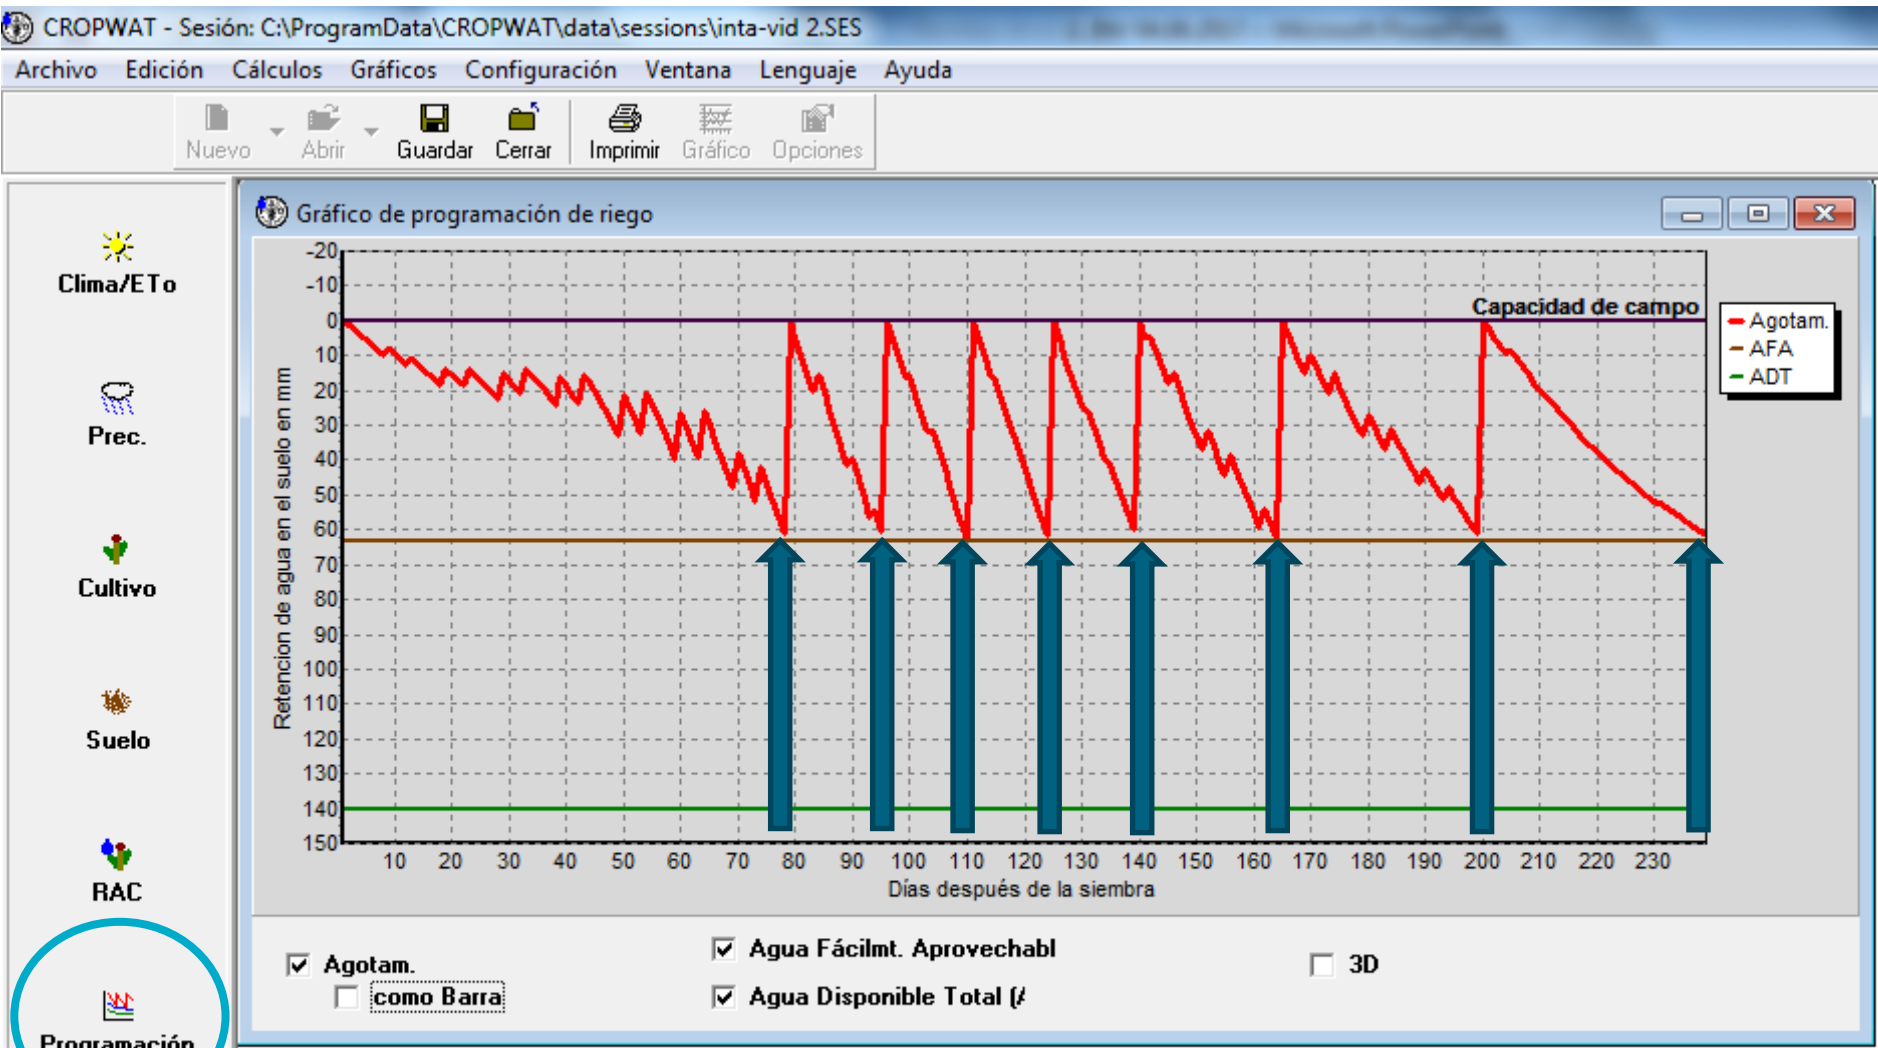 CROPWAT - Sesión: C:\ProgramData\CROPWAT\data\sessions\inta-vid 2.SES
Archivo Edición Cálculos Gráficos Configuración Ventana Lenguaje Ayuda
Nuevo Abrir Guardar Cerrar Imprimir Gráfico Opciones
Clima/ETo
Prec.
Cultivo
Suelo
RAC
Programación
Gráfico de programación de riego
Retencion de agua en el suelo en mm
-20
-10
0
10
20
30
40
50
60
70
80
90
100
110
120
130
140
150
Capacidad de campo
Agotam.
AFA
ADT
10 20 30 40 50 60 70 80 90 100 110 120 130 140 150 160 170 180 190 200 210 220 230
Días después de la siembra
Agotam.
como Barra
Agua Fácilmt. Aprovechabl
Agua Disponible Total (
3D